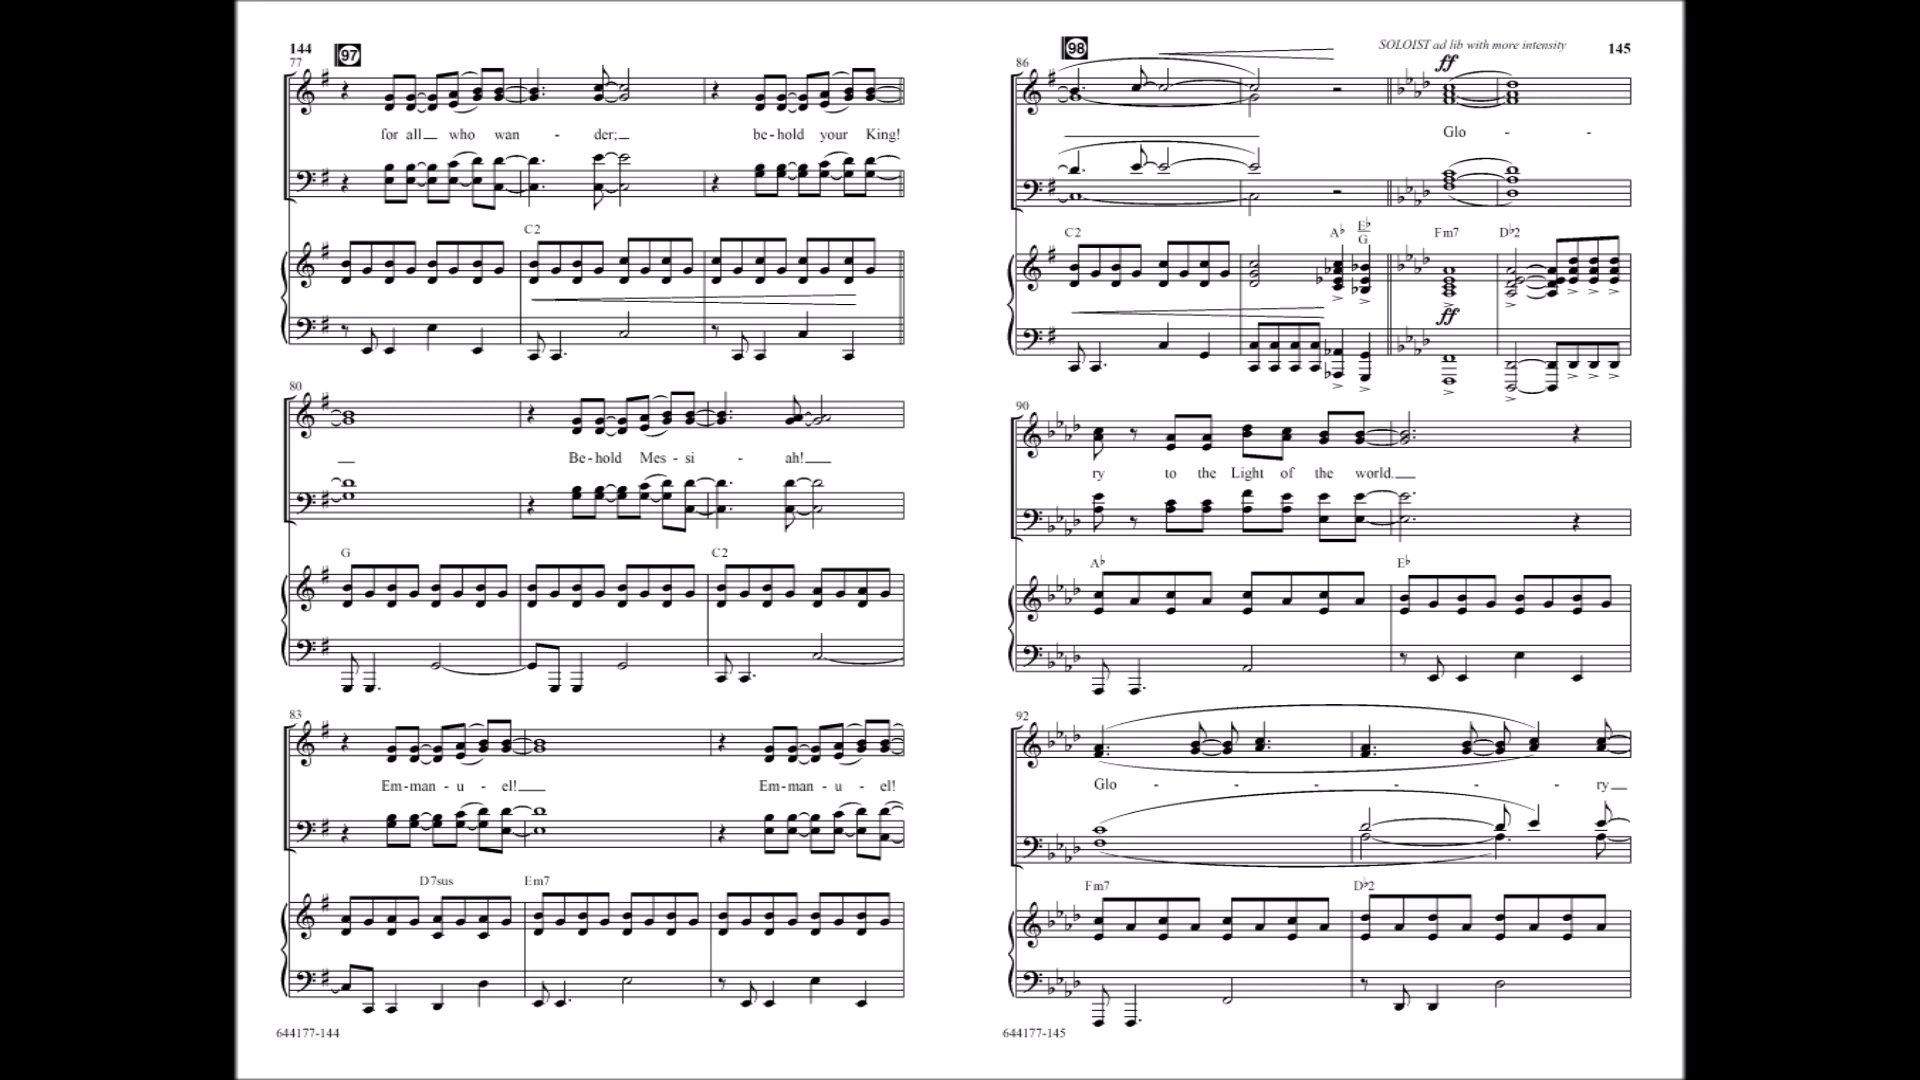 144 97
77
for all who wan - der; be - hold your King!
C2
80
Be - hold Mes - si - ah!
G C2
83
Em - man - u - el! Em - man - u - el!
D7sus Em7
644177-144
98 SOLOIST ad lib with more intensity 145
86 ff
Glo - -
C2 A♭ E♭/G Fm7 D♭2
ff
90
ry to the Light of the world.
A♭ E♭
92
Glo - - - - - - ry
Fm7 D♭2
644177-145